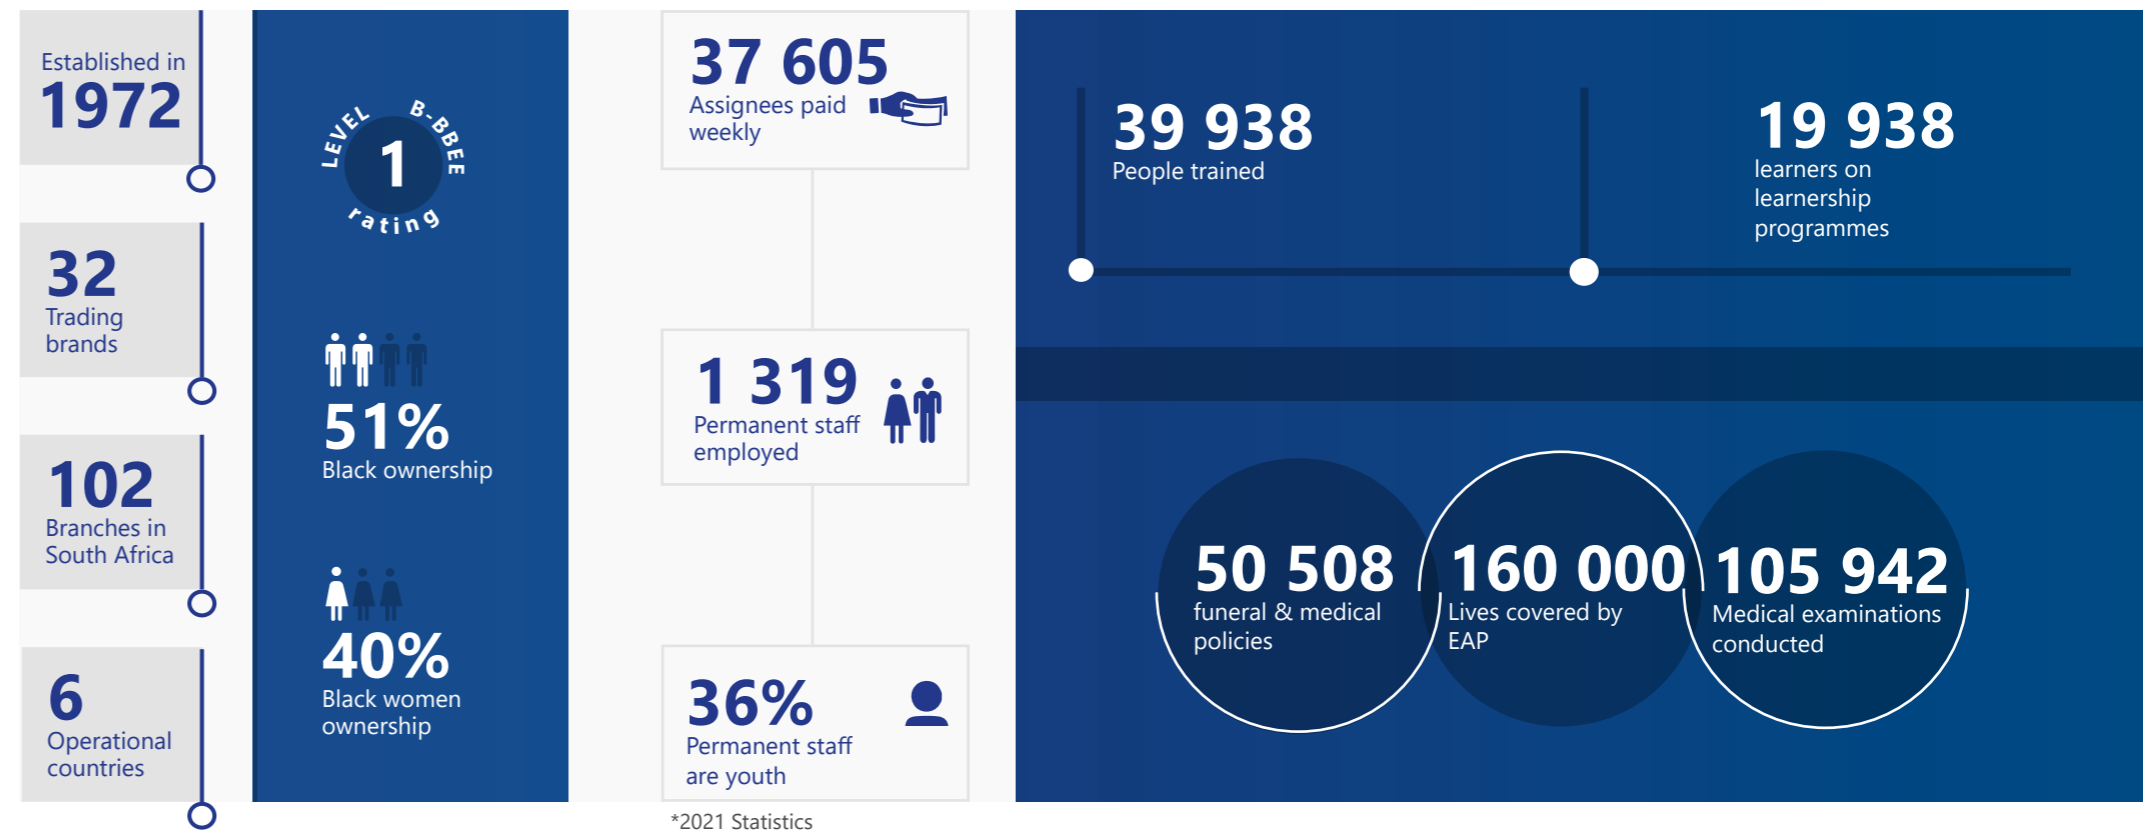 Established in
1972
32
Trading
brands
102
Branches in
South Africa
6
Operational
countries
LEVEL 1 B-BBEE
rating
51%
Black ownership
40%
Black women
ownership
37 605
Assignees paid
weekly
1 319
Permanent staff
employed
36%
Permanent staff
are youth
*2021 Statistics
39 938
People trained
19 938
learners on
learnership
programmes
50 508
funeral & medical
policies
160 000
Lives covered by
EAP
105 942
Medical examinations
conducted